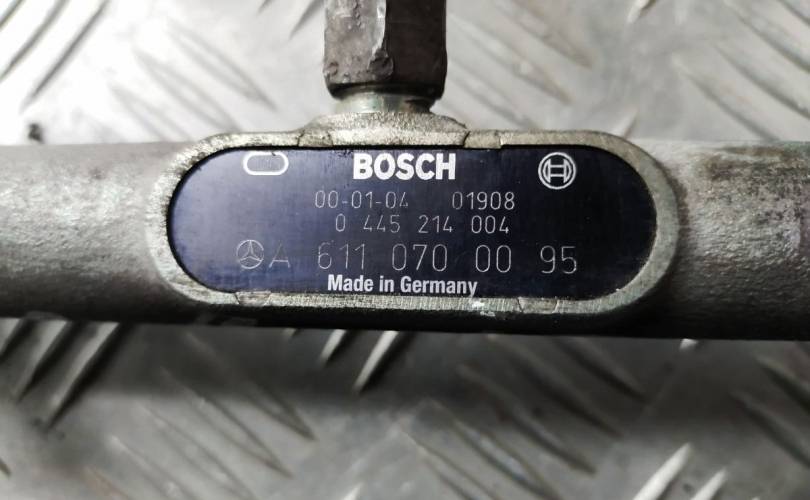 BOSCH
00-01-04 01908
0 445 214 004
A 611 070 00 95
Made in Germany